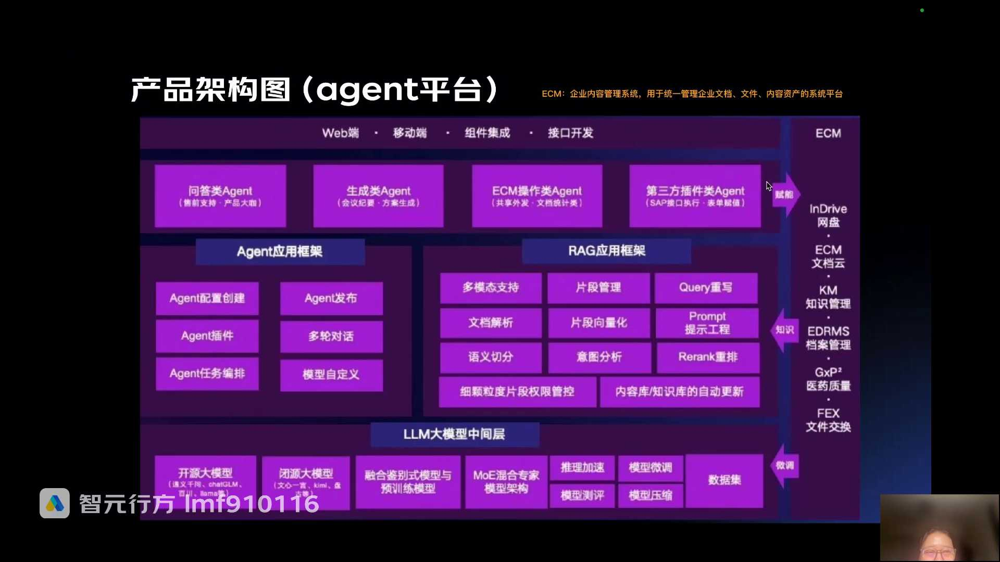 产品架构图（agent平台）
ECM：企业内容管理系统，用于统一管理企业文档、文件、内容资产的系统平台
Web端 · 移动端 · 组件集成 · 接口开发
ECM
问答类Agent
（售前支持 · 产品大咖）
生成类Agent
（会议纪要 · 方案生成）
ECM操作类Agent
（共享外发 · 文档统计类）
第三方插件类Agent
（SAP接口执行 · 表单赋值）
赋能
InDrive
网盘
·
ECM
文档云
·
KM
知识管理
·
EDRMS
档案管理
·
GxP²
医药质量
·
FEX
文件交换
Agent应用框架
Agent配置创建
Agent发布
Agent插件
多轮对话
Agent任务编排
模型自定义
RAG应用框架
多模态支持
片段管理
Query重写
文档解析
片段向量化
Prompt
提示工程
语义切分
意图分析
Rerank重排
细颗粒度片段权限管控
内容库/知识库的自动更新
知识
LLM大模型中间层
开源大模型
（通义千问、chatGLM、
百川、llama等）
闭源大模型
（文心一言、kimi、盘
古等）
融合鉴别式模型与
预训练模型
MoE混合专家
模型架构
推理加速
模型微调
模型测评
模型压缩
数据集
微调
智元行方 lmf910116